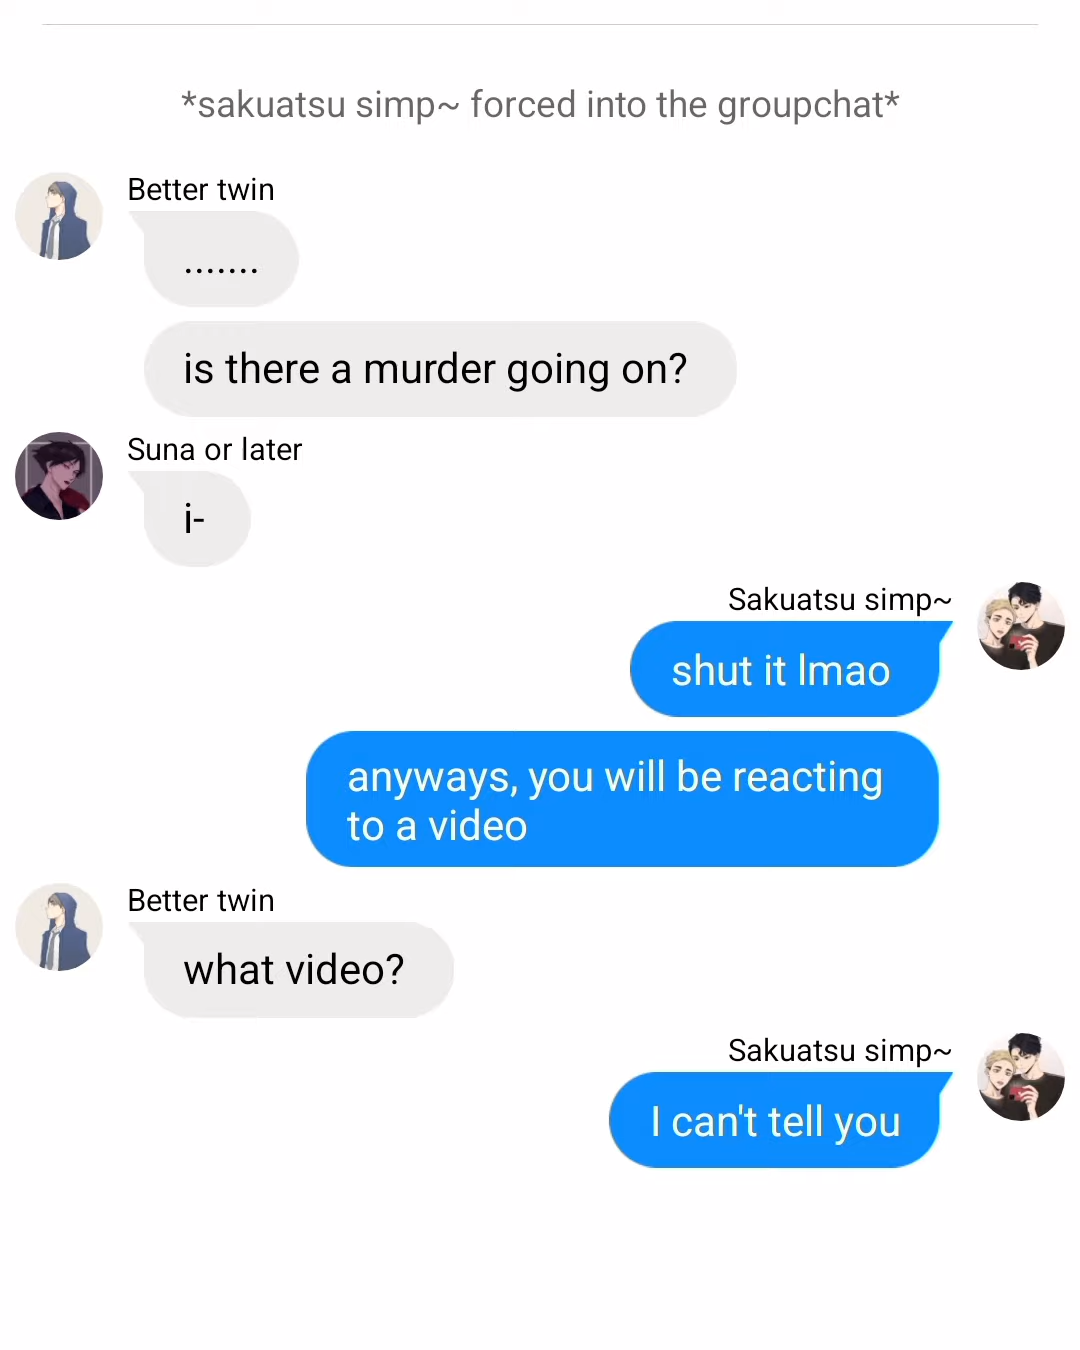 *sakuatsu simp~ forced into the groupchat*
Better twin
.......
is there a murder going on?
Suna or later
i-
Sakuatsu simp~
shut it lmao
anyways, you will be reacting
to a video
Better twin
what video?
Sakuatsu simp~
I can't tell you